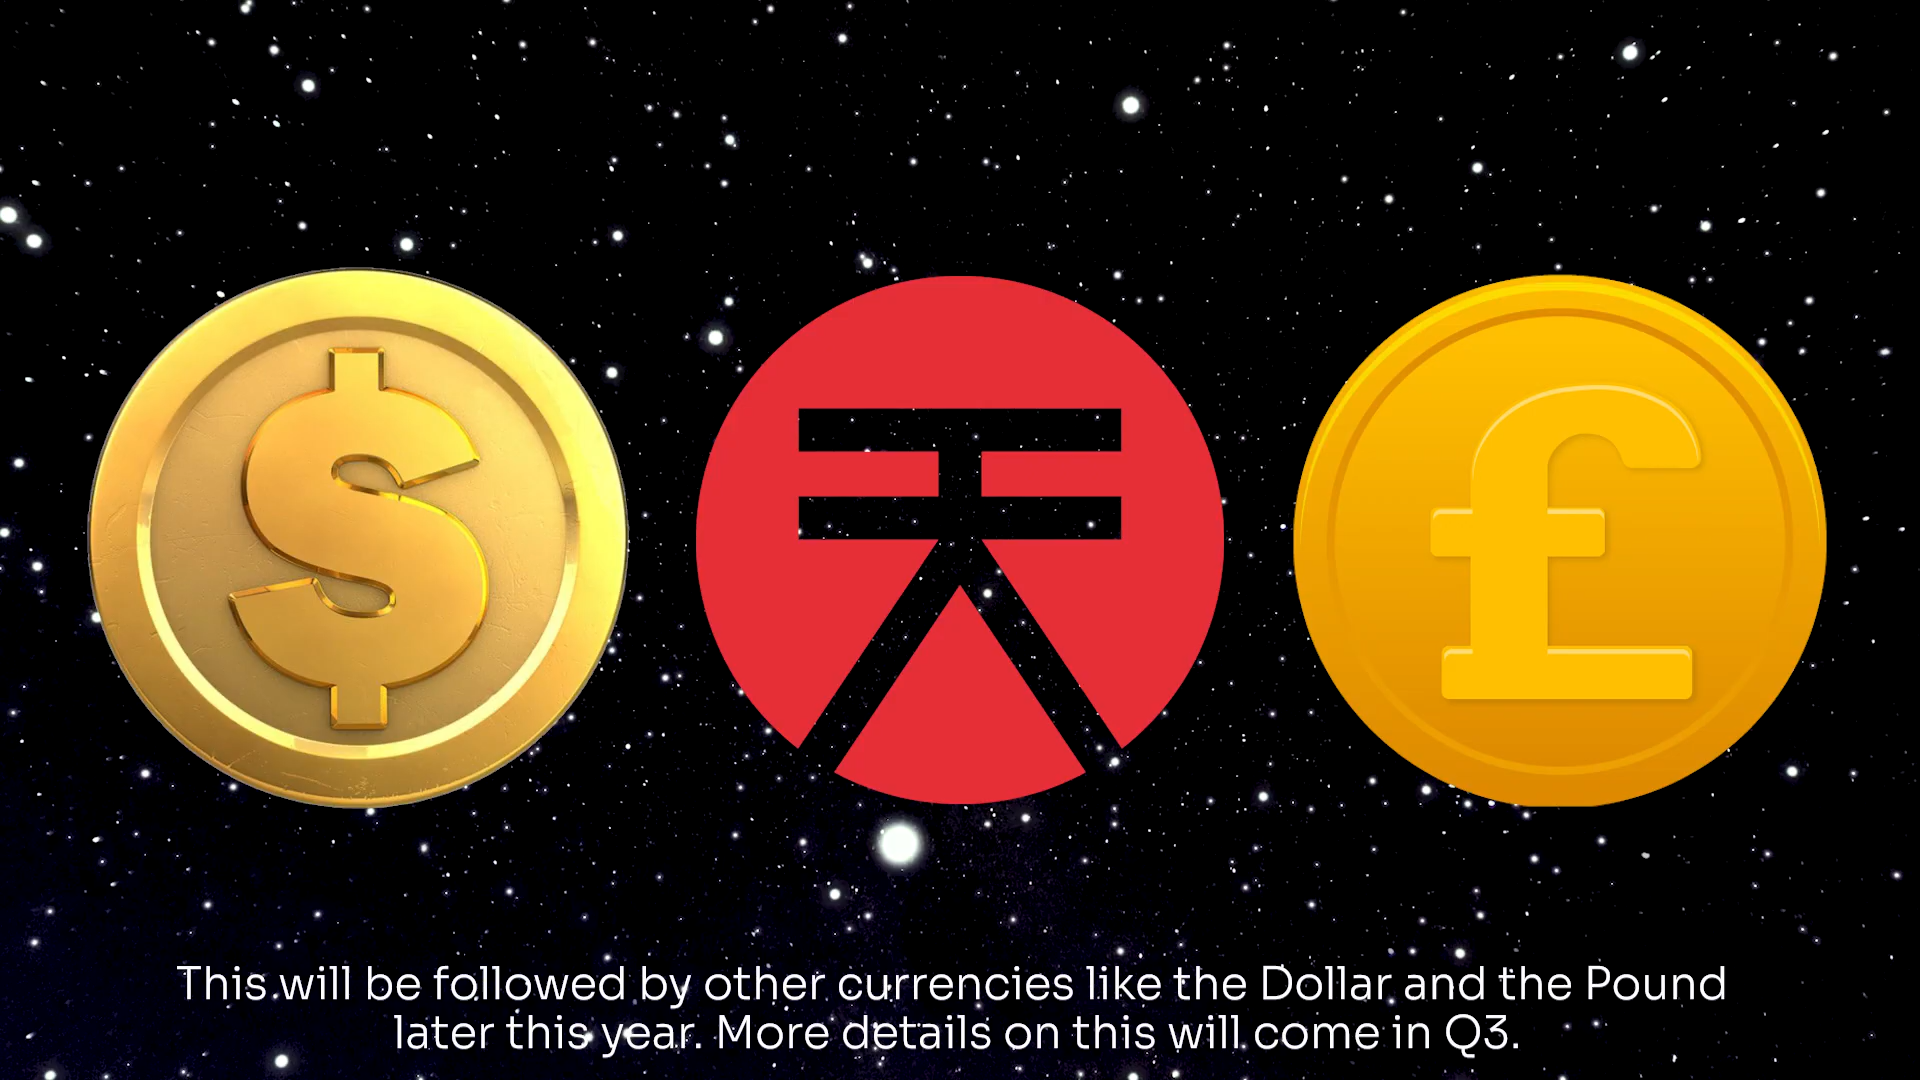 $ 天 £
This will be followed by other currencies like the Dollar and the Pound
later this year. More details on this will come in Q3.